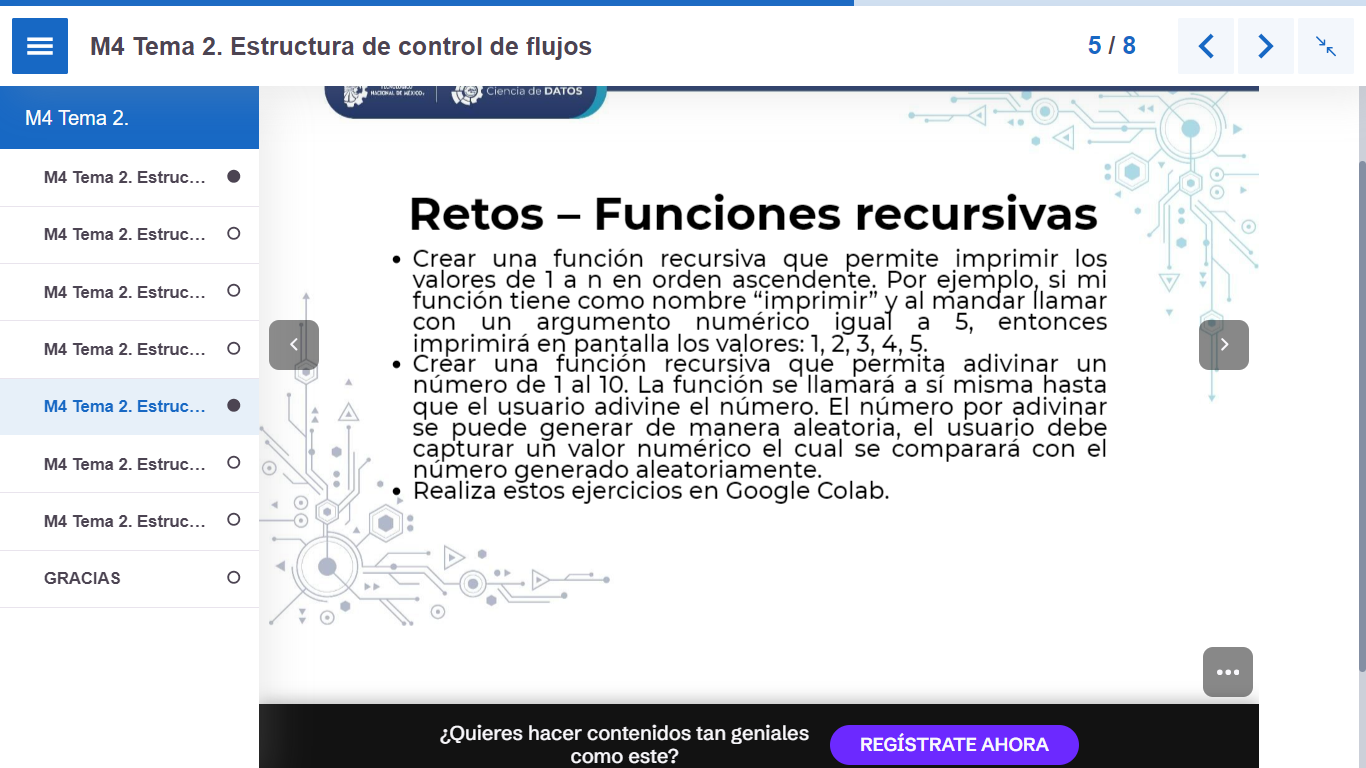 M4 Tema 2. Estructura de control de flujos
5 / 8
M4 Tema 2.
M4 Tema 2. Estruc...
M4 Tema 2. Estruc...
M4 Tema 2. Estruc...
M4 Tema 2. Estruc...
M4 Tema 2. Estruc...
M4 Tema 2. Estruc...
M4 Tema 2. Estruc...
GRACIAS
TECNOLÓGICO
NACIONAL DE MÉXICO
Ciencia de DATOS
Retos – Funciones recursivas
• Crear una función recursiva que permite imprimir los
valores de 1 a n en orden ascendente. Por ejemplo, si mi
función tiene como nombre “imprimir” y al mandar llamar
con un argumento numérico igual a 5, entonces
imprimirá en pantalla los valores: 1, 2, 3, 4, 5.
• Crear una función recursiva que permita adivinar un
número de 1 al 10. La función se llamará a sí misma hasta
que el usuario adivine el número. El número por adivinar
se puede generar de manera aleatoria, el usuario debe
capturar un valor numérico el cual se comparará con el
número generado aleatoriamente.
• Realiza estos ejercicios en Google Colab.
¿Quieres hacer contenidos tan geniales
como este?
REGÍSTRATE AHORA